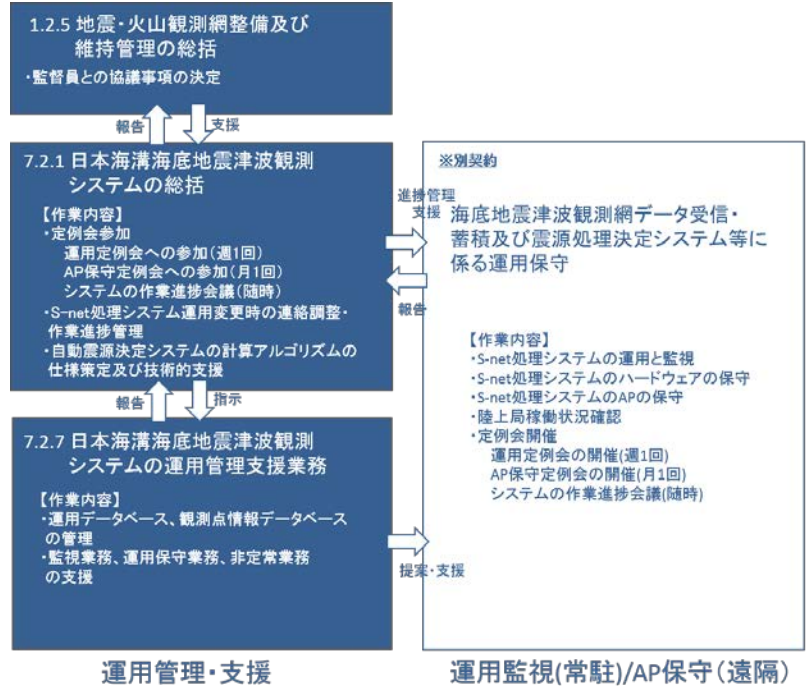 1.2.5 地震・火山観測網整備及び
維持管理の総括
・監督員との協議事項の決定
報告
支援
7.2.1 日本海溝海底地震津波観測
システムの総括
【作業内容】
・定例会参加
運用定例会への参加(週1回)
AP保守定例会への参加(月1回)
システムの作業進捗会議(随時)
・S-net処理システム運用変更時の連絡調整・
作業進捗管理
・自動震源決定システムの計算アルゴリズムの
仕様策定及び技術的支援
報告
指示
7.2.7 日本海溝海底地震津波観測
システムの運用管理支援業務
【作業内容】
・運用データベース、観測点情報データベース
の管理
・監視業務、運用保守業務、非定常業務
の支援
運用管理・支援
進捗管理
支援
報告
提案・支援
※別契約
海底地震津波観測網データ受信・
蓄積及び震源処理決定システム等に
係る運用保守
【作業内容】
・S-net処理システムの運用と監視
・S-net処理システムのハードウェアの保守
・S-net処理システムのAPの保守
・陸上局稼働状況確認
・定例会開催
運用定例会の開催(週1回)
AP保守定例会の開催(月1回)
システムの作業進捗会議(随時)
運用監視(常駐)/AP保守(遠隔)